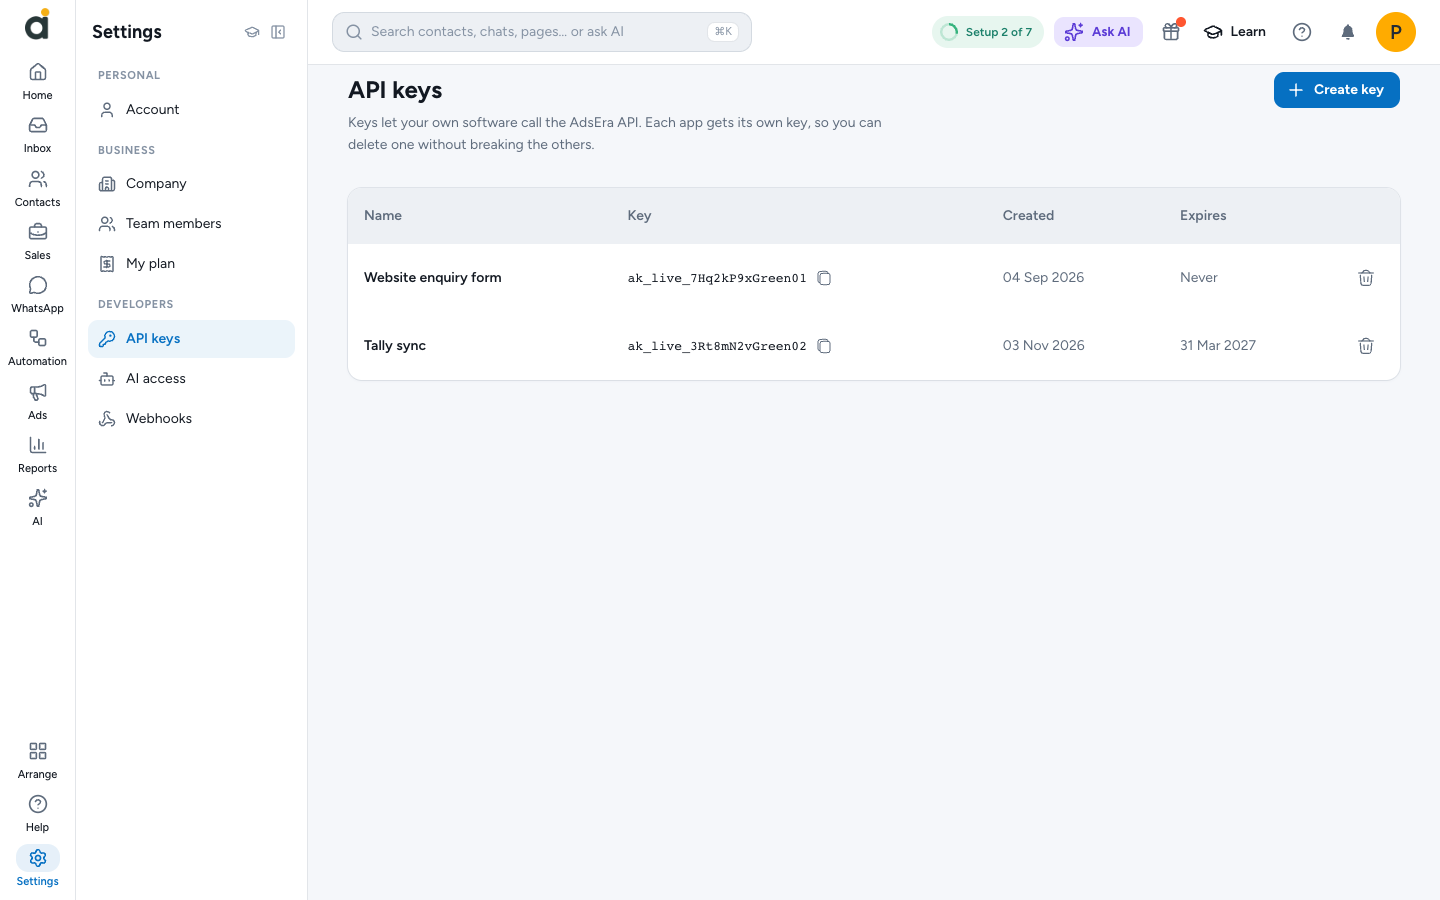 Settings
Search contacts, chats, pages... or ask AI
⌘K
Setup 2 of 7
Ask AI
Learn
P
Home
Inbox
Contacts
Sales
WhatsApp
Automation
Ads
Reports
AI
Arrange
Help
Settings
PERSONAL
Account
BUSINESS
Company
Team members
My plan
DEVELOPERS
API keys
AI access
Webhooks
API keys
Create key
Keys let your own software call the AdsEra API. Each app gets its own key, so you can
delete one without breaking the others.
Name Key Created Expires
Website enquiry form ak_live_7Hq2kP9xGreen01 04 Sep 2026 Never
Tally sync ak_live_3Rt8mN2vGreen02 03 Nov 2026 31 Mar 2027